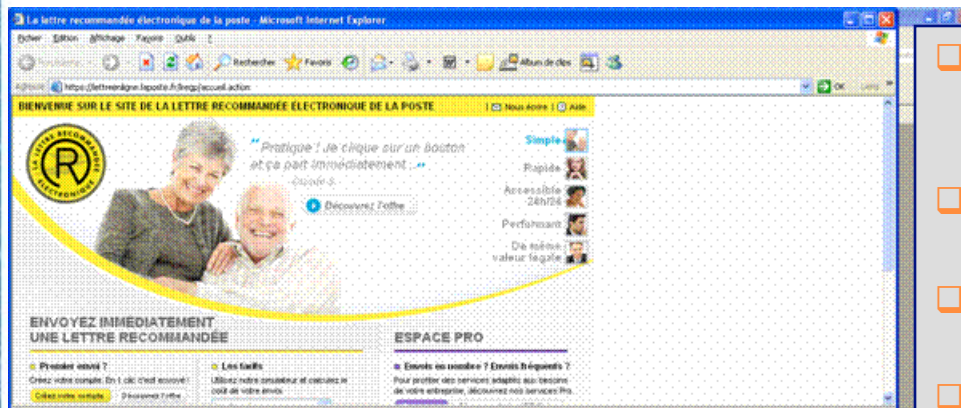 La lettre recommandée électronique de la poste - Microsoft Internet Explorer
Fichier Edition Affichage Favoris Outils ?
Rechercher Favoris Album de clips
https://lettreenligne.laposte.fr/lregp/accueil.action OK Liens
BIENVENUE SUR LE SITE DE LA LETTRE RECOMMANDÉE ÉLECTRONIQUE DE LA POSTE | Nous écrire | Aide
LA LETTRE RECOMMANDÉE
R
ÉLECTRONIQUE
Pratique ! Je clique sur un bouton
et ça part immédiatement ...
Découvrez l'offre
Simple
Rapide
Accessible
24h/24
Performant
De même
valeur légale
ENVOYEZ IMMÉDIATEMENT
UNE LETTRE RECOMMANDÉE
Premier envoi ?
Créez votre compte. En 1 clic c'est envoyé !
Créez votre compte Découvrez l'offre
Les tarifs
Utilisez notre simulateur et calculez le
coût de votre envoi
ESPACE PRO
Envois en nombre ? Envois fréquents ?
Pour profiter des services adaptés aux besoins
de votre entreprise, découvrez nos services Pro.